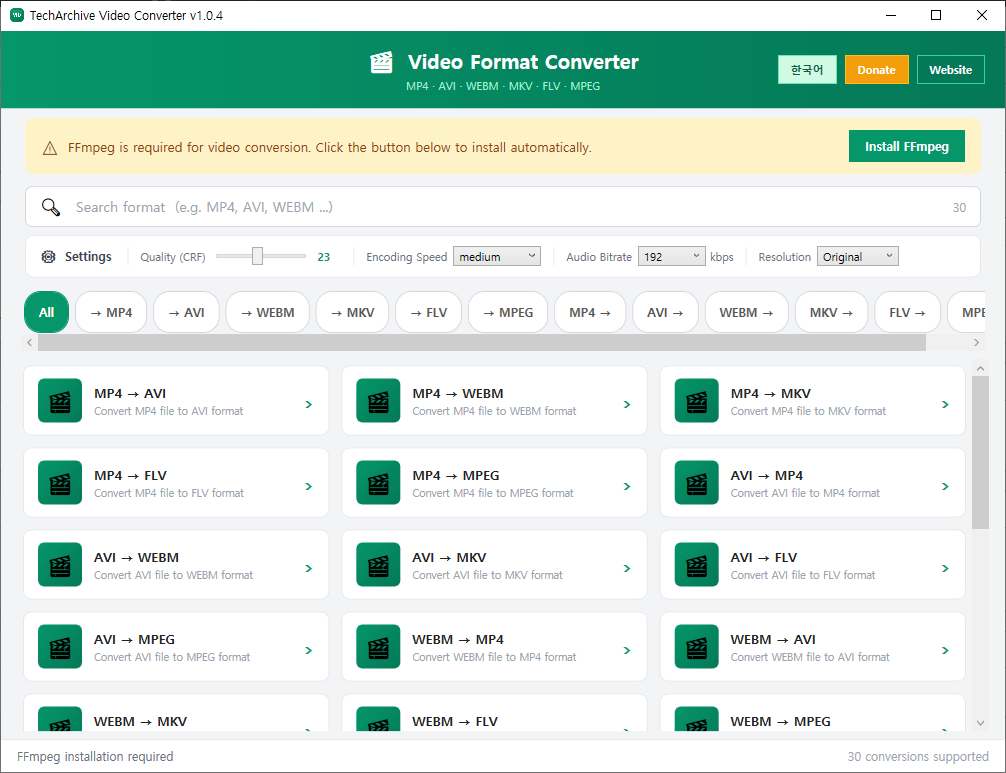 TechArchive Video Converter v1.0.4
Video Format Converter
MP4 · AVI · WEBM · MKV · FLV · MPEG
한국어
Donate
Website
FFmpeg is required for video conversion. Click the button below to install automatically.
Install FFmpeg
Search format (e.g. MP4, AVI, WEBM ...)
30
Settings
Quality (CRF)
23
Encoding Speed
medium
Audio Bitrate
192
kbps
Resolution
Original
All
→ MP4
→ AVI
→ WEBM
→ MKV
→ FLV
→ MPEG
MP4 →
AVI →
WEBM →
MKV →
FLV →
MPE
MP4 → AVI
Convert MP4 file to AVI format
MP4 → WEBM
Convert MP4 file to WEBM format
MP4 → MKV
Convert MP4 file to MKV format
MP4 → FLV
Convert MP4 file to FLV format
MP4 → MPEG
Convert MP4 file to MPEG format
AVI → MP4
Convert AVI file to MP4 format
AVI → WEBM
Convert AVI file to WEBM format
AVI → MKV
Convert AVI file to MKV format
AVI → FLV
Convert AVI file to FLV format
AVI → MPEG
Convert AVI file to MPEG format
WEBM → MP4
Convert WEBM file to MP4 format
WEBM → AVI
Convert WEBM file to AVI format
WEBM → MKV
WEBM → FLV
WEBM → MPEG
FFmpeg installation required
30 conversions supported